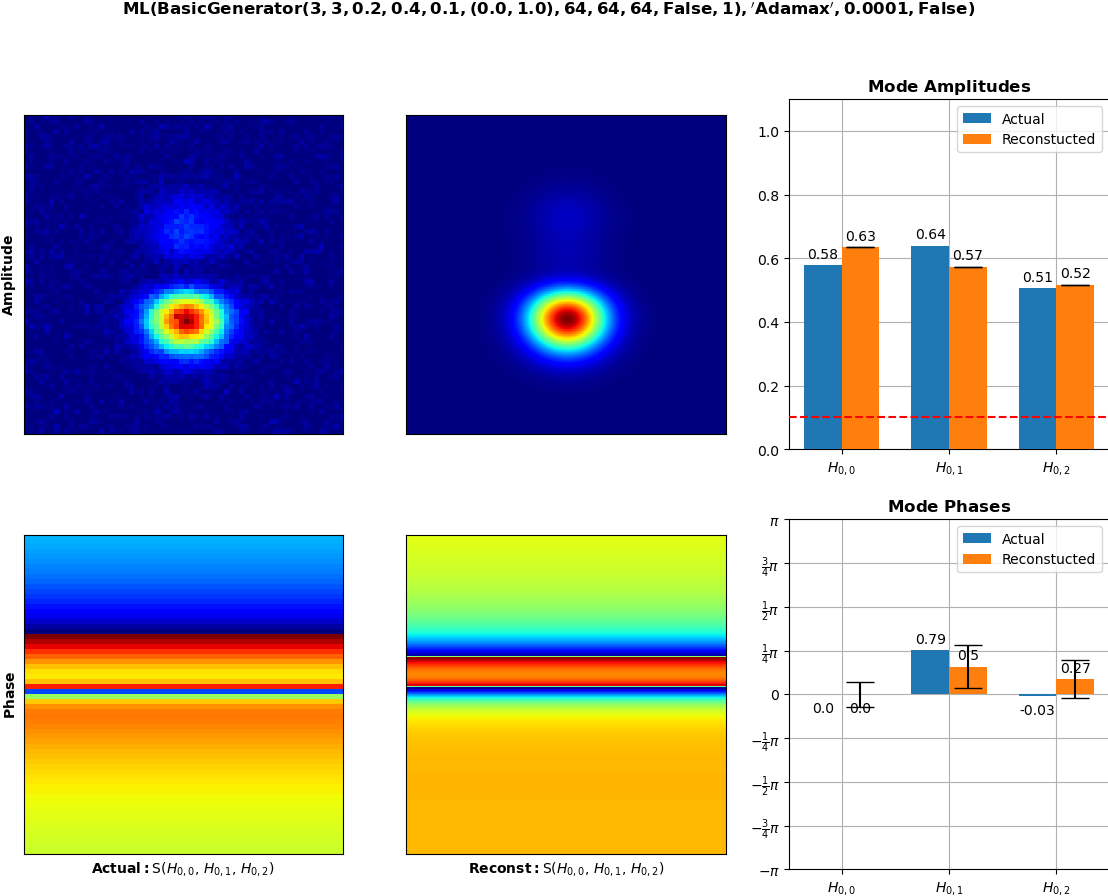 ML(BasicGenerator(3, 3, 0.2, 0.4, 0.1, (0.0, 1.0), 64, 64, 64, False, 1), ′Adamax′, 0.0001, False)
Amplitude
Mode Amplitudes
Actual
Reconstucted
1.0
0.8
0.6
0.4
0.2
0.0
0.58
0.63
0.64
0.57
0.51
0.52
H0,0
H0,1
H0,2
Phase
Actual: S(H0,0, H0,1, H0,2)
Reconst: S(H0,0, H0,1, H0,2)
Mode Phases
Actual
Reconstucted
π
3/4π
1/2π
1/4π
0
−1/4π
−1/2π
−3/4π
−π
0.0
0.0
0.79
0.5
-0.03
0.27
H0,0
H0,1
H0,2